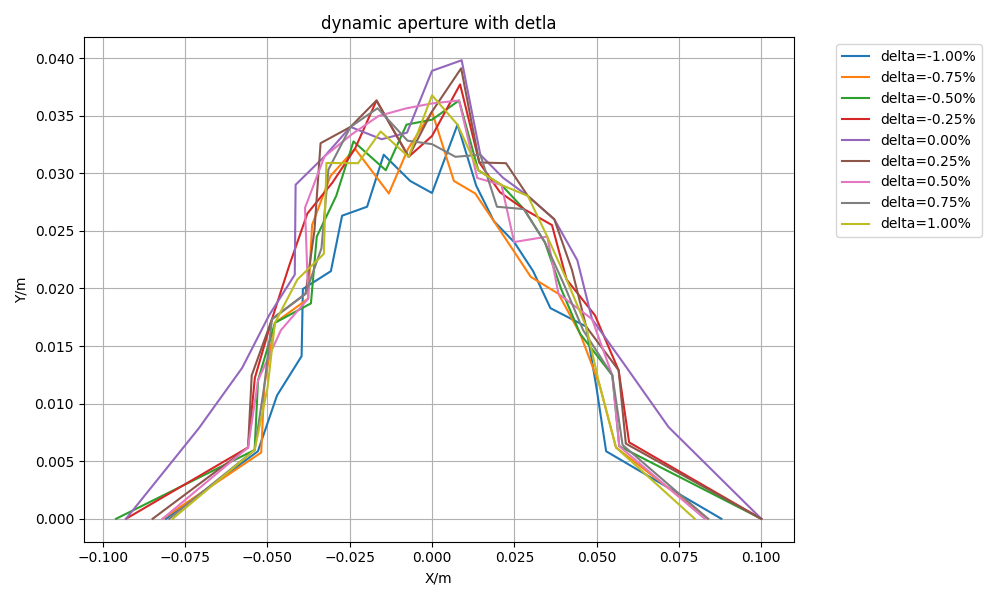 dynamic aperture with detla
0.040
0.035
0.030
0.025
0.020
0.015
0.010
0.005
0.000
Y/m
−0.100 −0.075 −0.050 −0.025 0.000 0.025 0.050 0.075 0.100
X/m
delta=-1.00%
delta=-0.75%
delta=-0.50%
delta=-0.25%
delta=0.00%
delta=0.25%
delta=0.50%
delta=0.75%
delta=1.00%